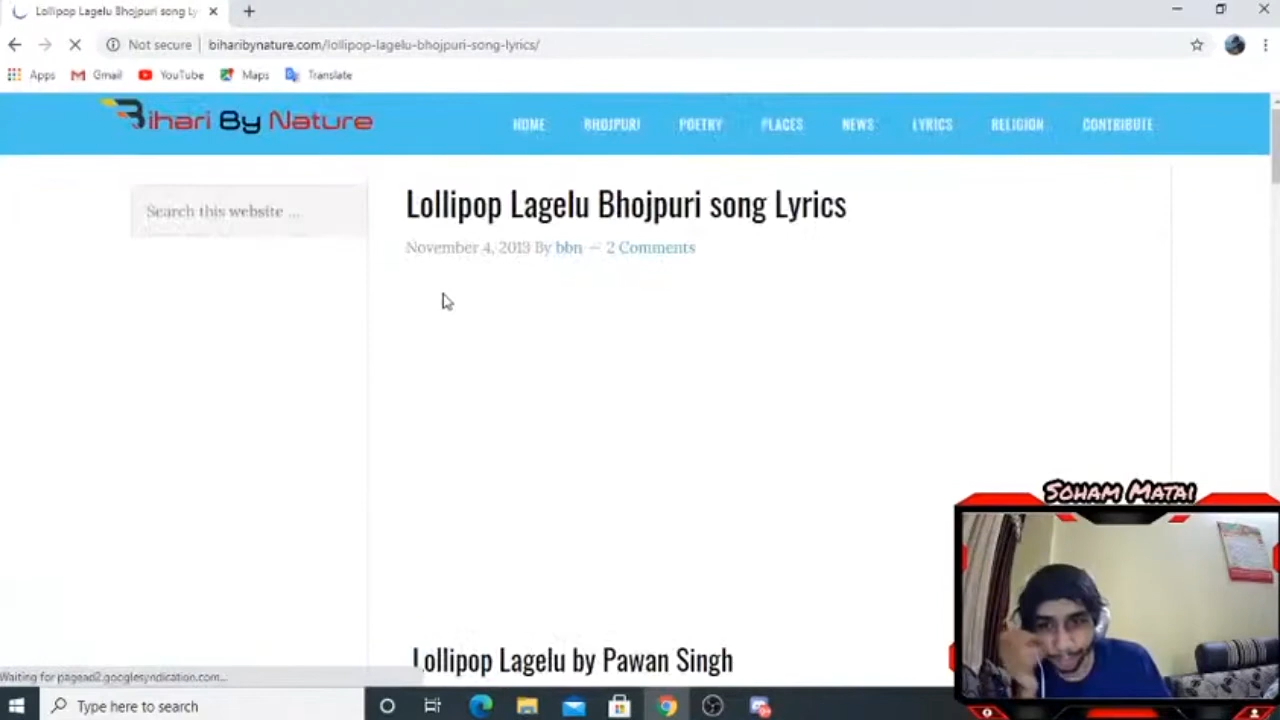 Lollipop Lagelu Bhojpuri song Ly
Not secure
biharibynature.com/lollipop-lagelu-bhojpuri-song-lyrics/
Apps Gmail YouTube Maps Translate
Bihari By Nature
HOME BHOJPURI POETRY PLACES NEWS LYRICS RELIGION CONTRIBUTE
Search this website ...
Lollipop Lagelu Bhojpuri song Lyrics
November 4, 2013 By bbn — 2 Comments
Soham Matai
Lollipop Lagelu by Pawan Singh
Waiting for pagead2.googlesyndication.com...
Type here to search